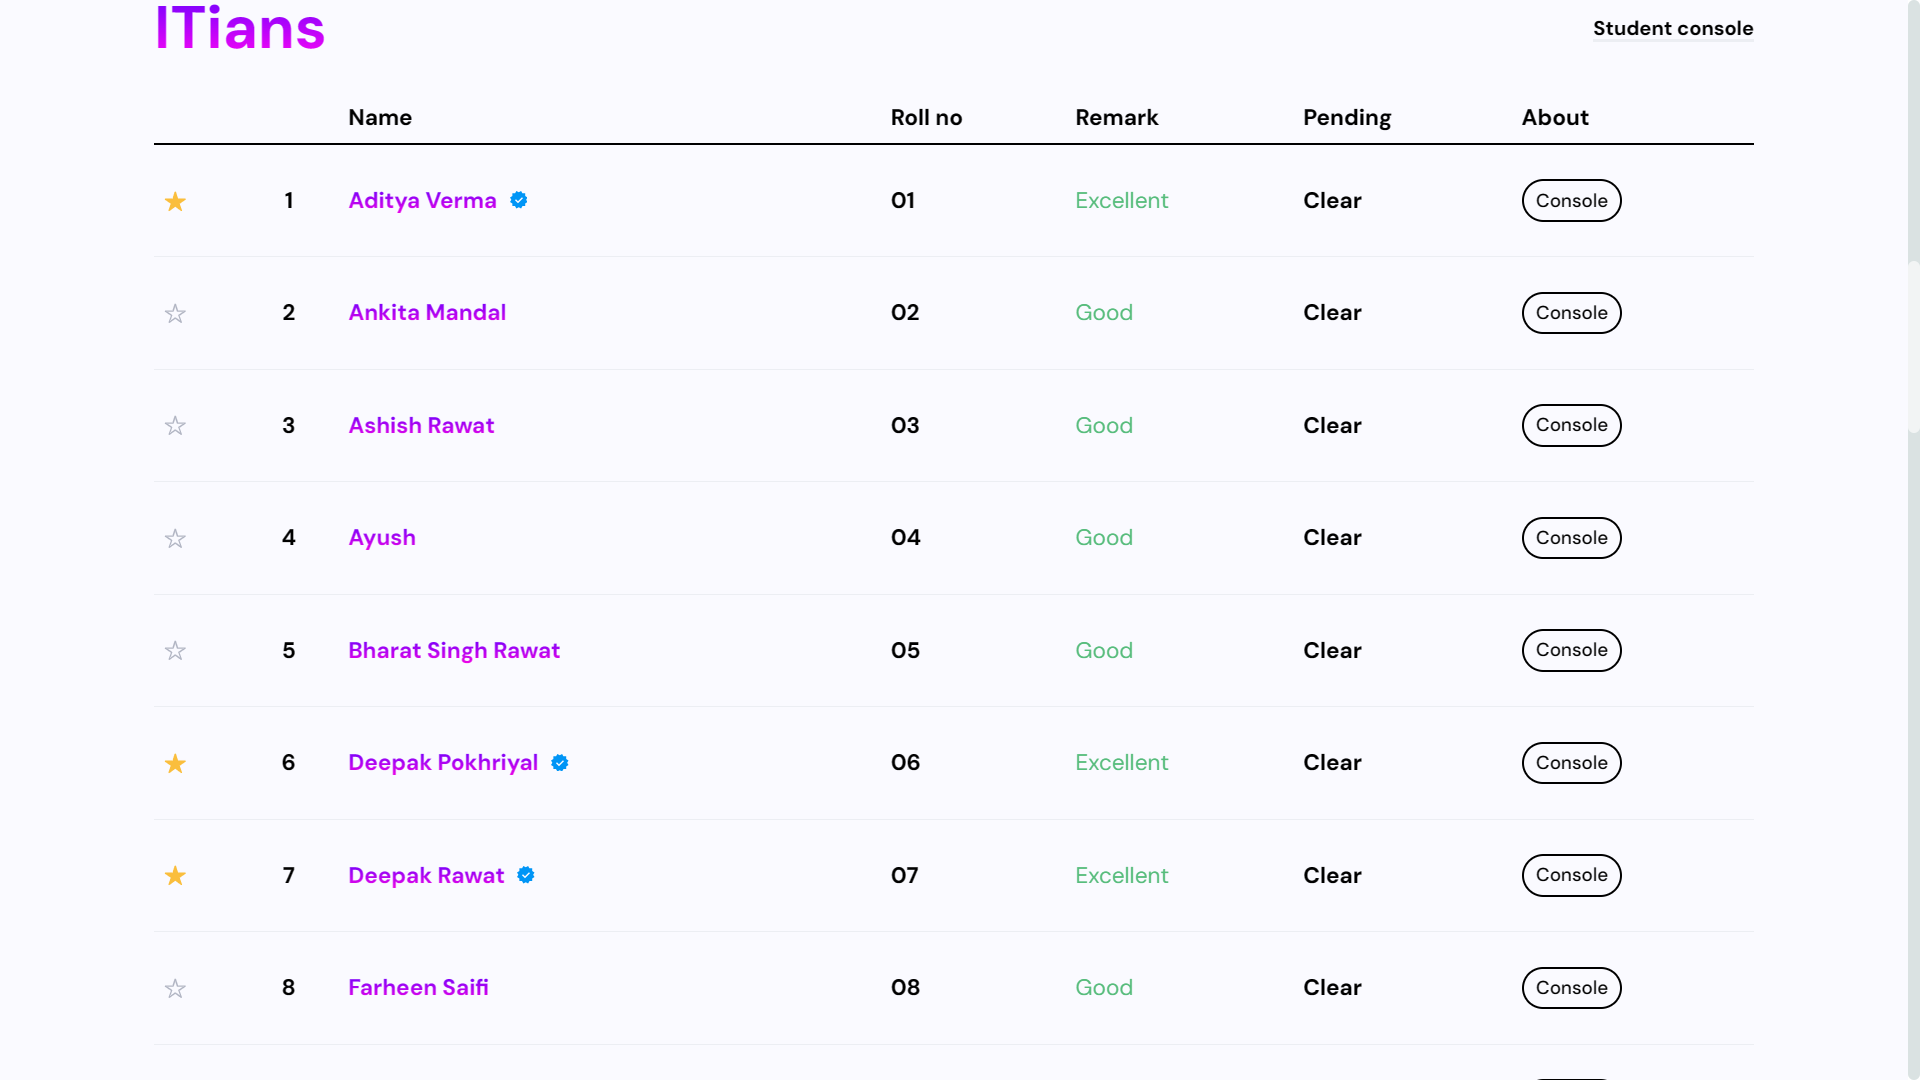 ITians
Student console
Name Roll no Remark Pending About
1 Aditya Verma 01 Excellent Clear Console
2 Ankita Mandal 02 Good Clear Console
3 Ashish Rawat 03 Good Clear Console
4 Ayush 04 Good Clear Console
5 Bharat Singh Rawat 05 Good Clear Console
6 Deepak Pokhriyal 06 Excellent Clear Console
7 Deepak Rawat 07 Excellent Clear Console
8 Farheen Saifi 08 Good Clear Console